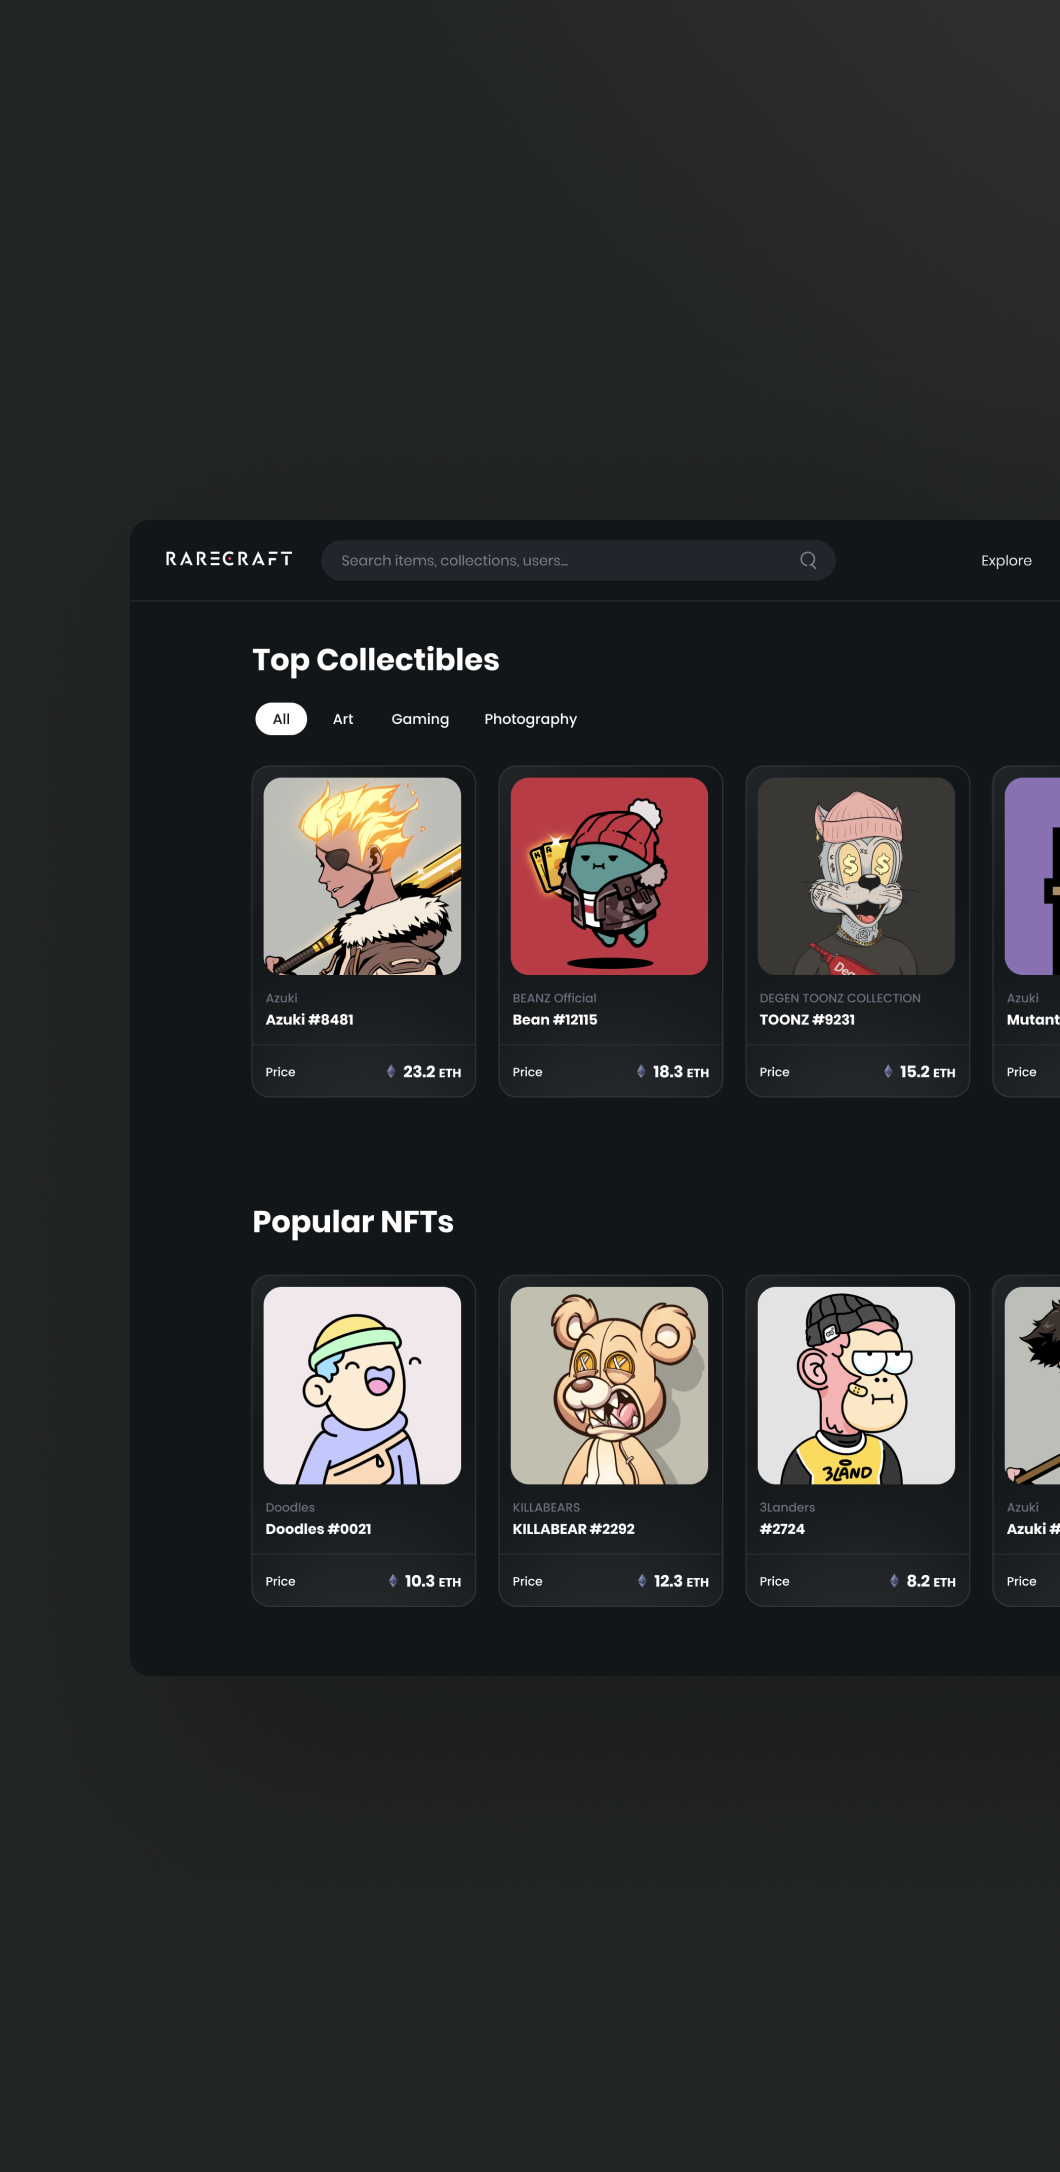 RARECRAFT
Search items, collections, users...
Explore
Top Collectibles
All
Art
Gaming
Photography
K
A
Deg
Azuki
Azuki #8481
Price
23.2 ETH
BEANZ Official
Bean #12115
Price
18.3 ETH
DEGEN TOONZ COLLECTION
TOONZ #9231
Price
15.2 ETH
Azuki
Mutant
Price
Popular NFTs
3LAND
Doodles
Doodles #0021
Price
10.3 ETH
KILLABEARS
KILLABEAR #2292
Price
12.3 ETH
3Landers
#2724
Price
8.2 ETH
Azuki
Azuki #
Price